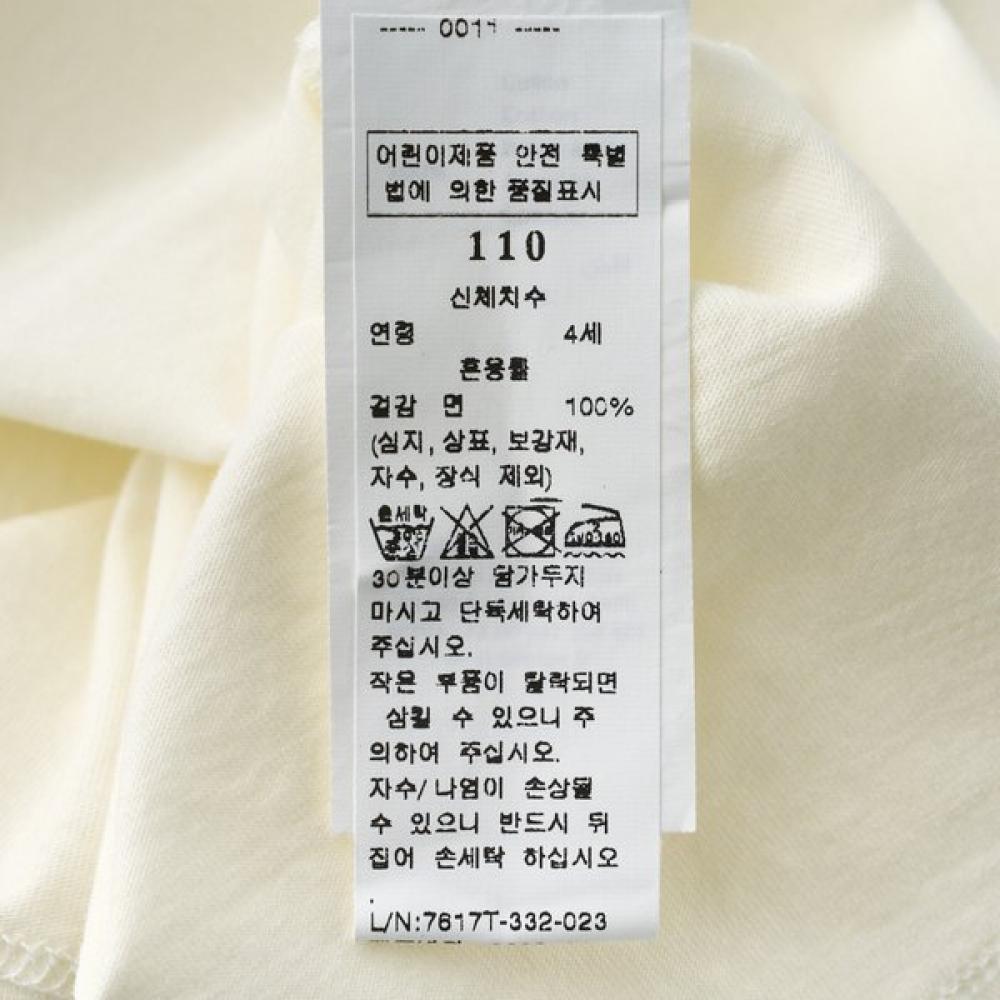 ----- 0011 -----
어린이제품 안전 특별
법에 의한 품질표시
110
신체치수
연령 4세
혼용률
겉감 면 100%
(심지, 상표, 보강재,
자수, 장식 제외)
손세탁
30분이상 담가두지
마시고 단독세탁하여
주십시오.
작은 부품이 탈락되면
삼킬 수 있으니 주
의하여 주십시오.
자수/나염이 손상될
수 있으니 반드시 뒤
집어 손세탁 하십시오
L/N:7617T-332-023